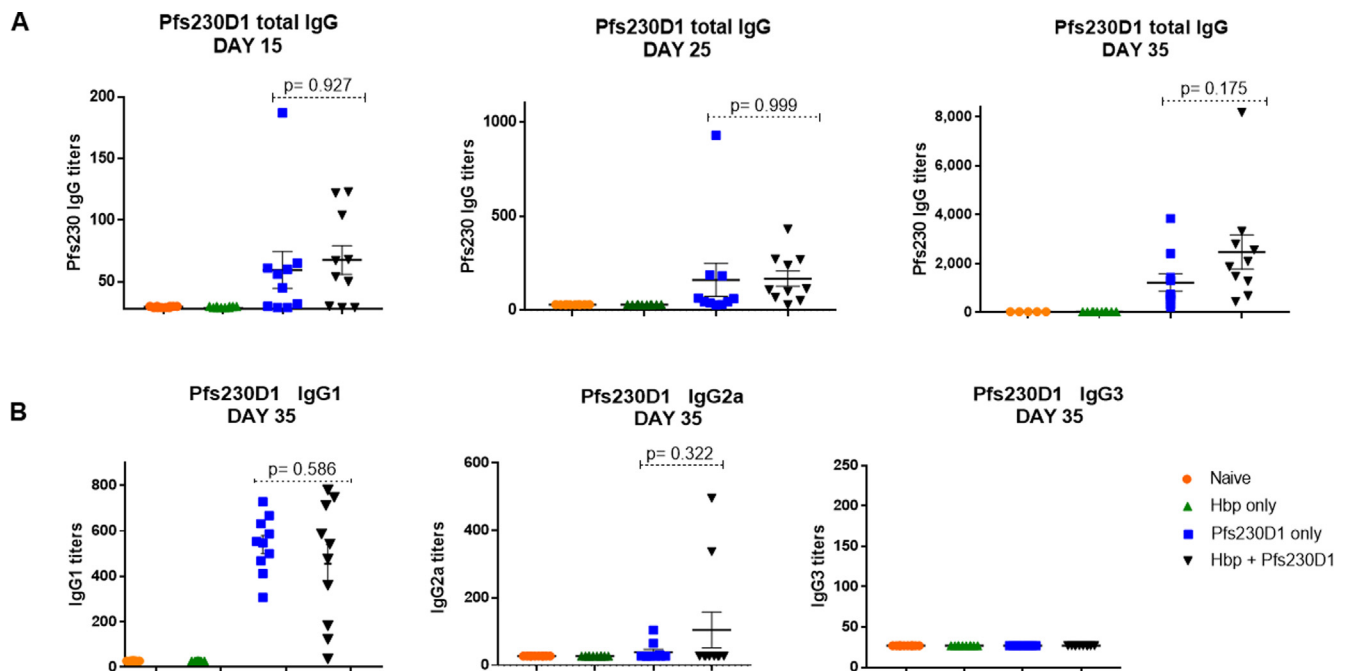 A
Pfs230D1 total IgG
DAY 15
p= 0.927
Pfs230 IgG titers
200
150
100
50
Pfs230D1 total IgG
DAY 25
p= 0.999
Pfs230 IgG titers
1000
500
0
Pfs230D1 total IgG
DAY 35
p= 0.175
Pfs230 IgG titers
8,000
6,000
4,000
2,000
0
B
Pfs230D1 IgG1
DAY 35
p= 0.586
IgG1 titers
800
600
400
200
0
Pfs230D1 IgG2a
DAY 35
p= 0.322
IgG2a titers
600
400
200
0
Pfs230D1 IgG3
DAY 35
IgG3 titers
250
200
150
100
50
0
Naive
Hbp only
Pfs230D1 only
Hbp + Pfs230D1